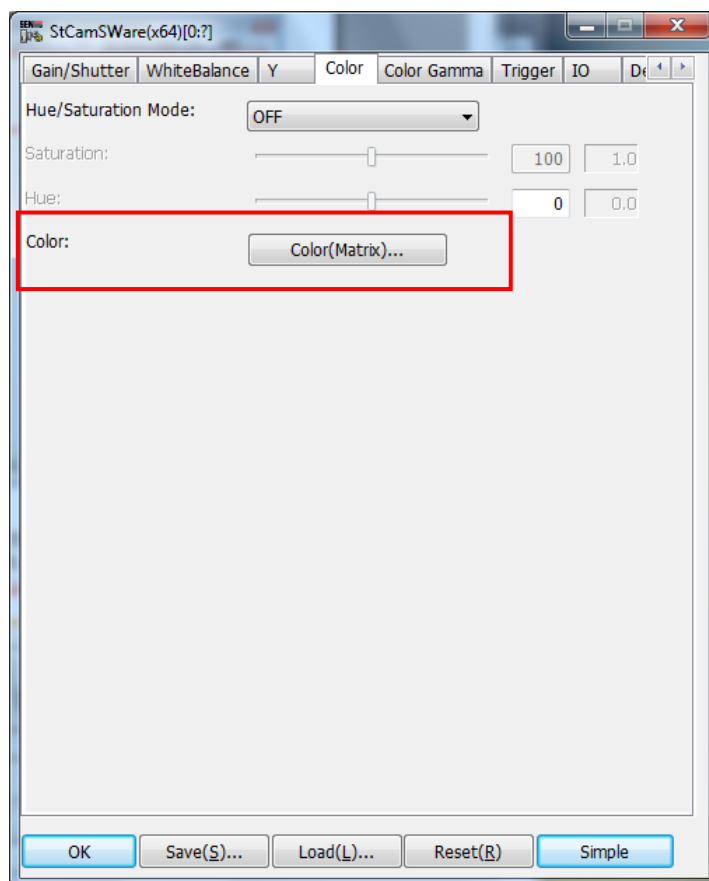 StCamSWare(x64)[0:?]
Gain/Shutter WhiteBalance Y Color Color Gamma Trigger IO
Hue/Saturation Mode: OFF
Saturation: 100 1.0
Hue: 0 0.0
Color: Color(Matrix)...
OK Save(S)... Load(L)... Reset(R) Simple